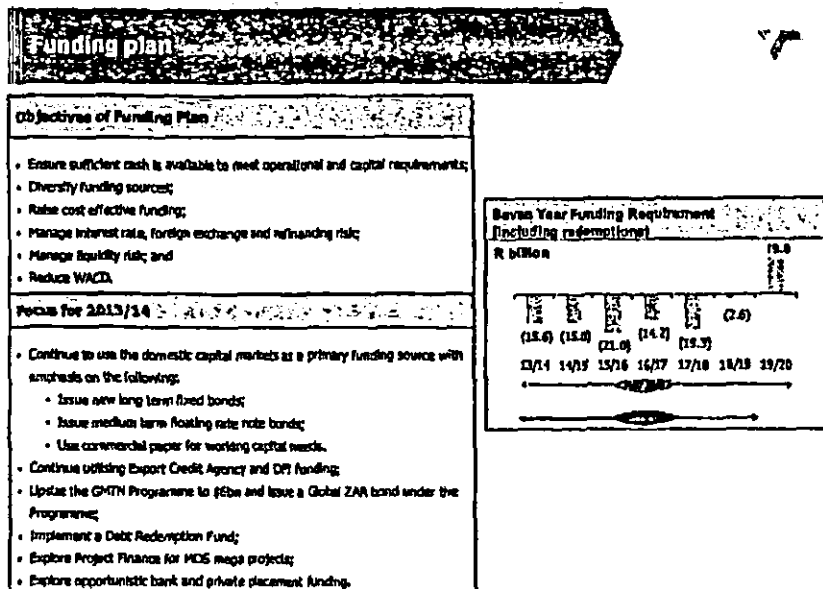 Funding plan
Objectives of Funding Plan
• Ensure sufficient cash is available to meet operational and capital requirements;
• Diversify funding sources;
• Raise cost effective funding;
• Manage interest rate, foreign exchange and refinancing risk;
• Manage liquidity risk; and
• Reduce WACD.
Focus for 2013/14
• Continue to use the domestic capital markets as a primary funding source with
emphasis on the following:
• Issue new long term fixed bonds;
• Issue medium term floating rate note bonds;
• Use commercial paper for working capital needs.
• Continue utilising Export Credit Agency and DFI funding;
• Upsize the GMTN Programme to $6bn and issue a Global ZAR bond under the
Programme;
• Implement a Debt Redemption Fund;
• Explore Project Finance for MDS mega projects;
• Explore opportunistic bank and private placement funding.
Seven Year Funding Requirement
(including redemptions)
R billion
(15.0)
(21.0)
(14.2)
(2.6)
13/14 14/15 15/16 16/17 17/18 18/19 19/20